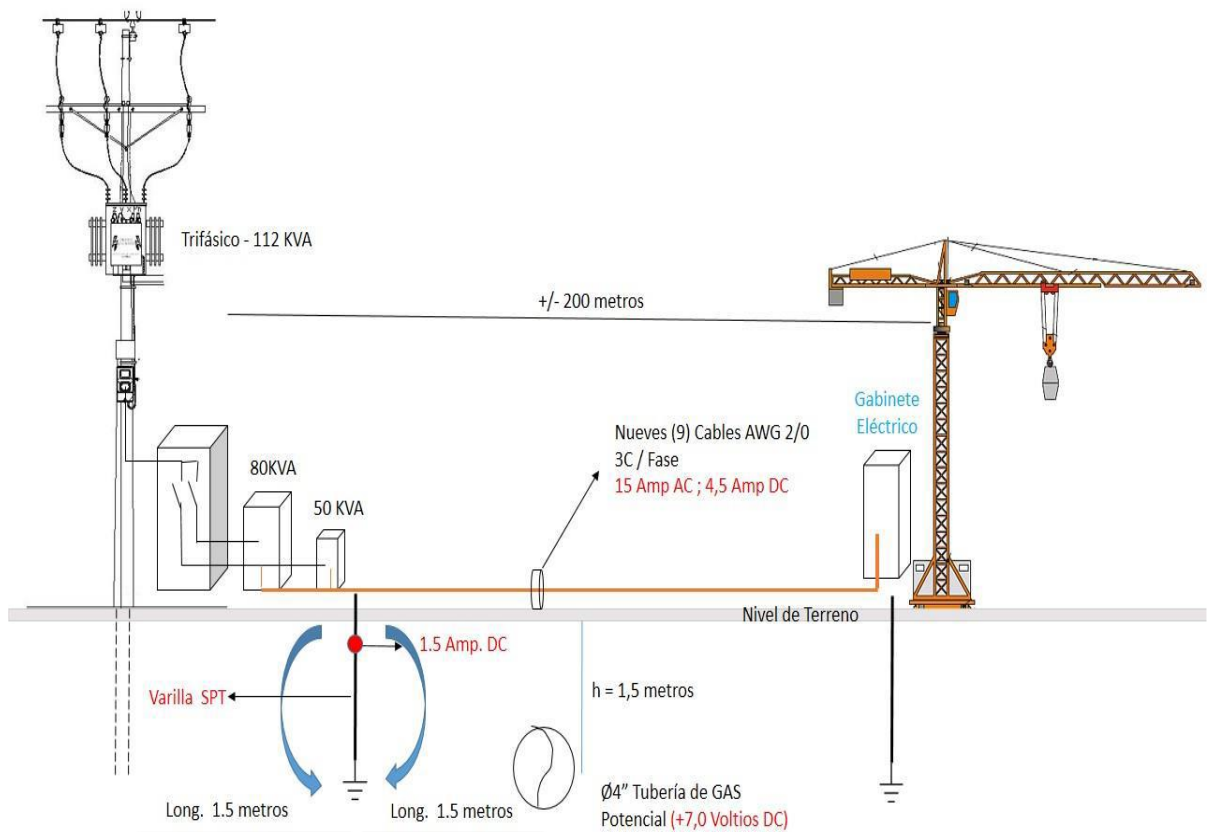 Trifásico - 112 KVA
+/- 200 metros
Gabinete
Eléctrico
Nueves (9) Cables AWG 2/0
3C / Fase
15 Amp AC ; 4,5 Amp DC
80KVA
50 KVA
Nivel de Terreno
1.5 Amp. DC
Varilla SPT
h = 1,5 metros
Long. 1.5 metros
Long. 1.5 metros
Ø4” Tubería de GAS
Potencial (+7,0 Voltios DC)